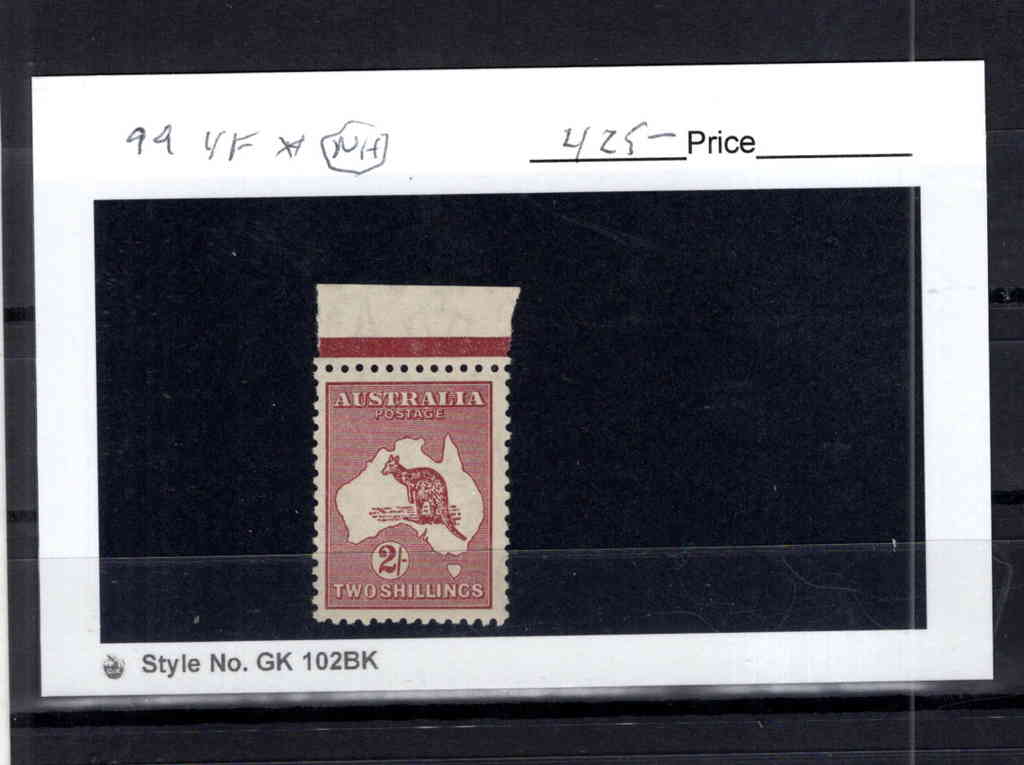 99 VF * NH 425- Price
AUSTRALIA
POSTAGE
2/-
TWO SHILLINGS
Style No. GK 102BK